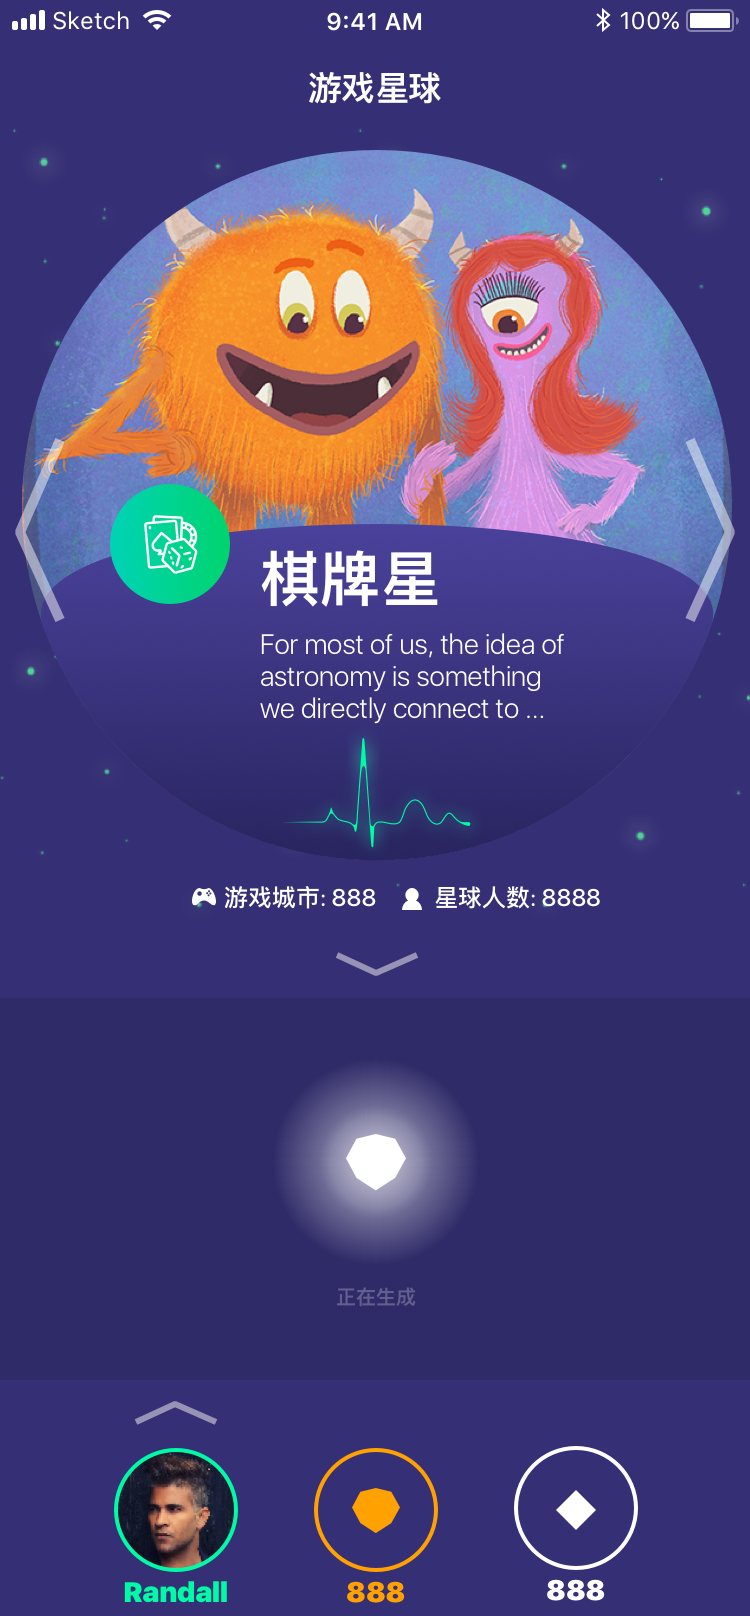 Sketch 9:41 AM 100%
游戏星球
棋牌星
For most of us, the idea of
astronomy is something
we directly connect to ...
游戏城市: 888 星球人数: 8888
正在生成
Randall 888 888